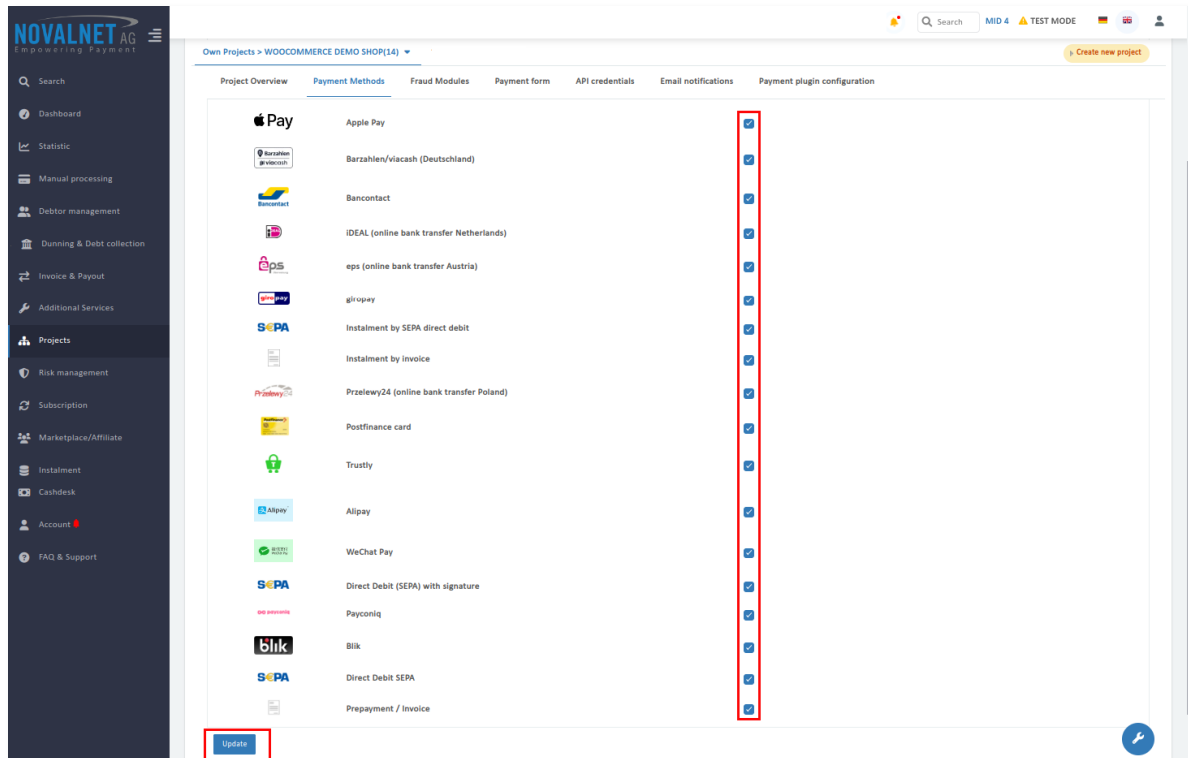 NOVALNET AG
Empowering Payment
Search
MID 4
TEST MODE
Own Projects > WOOCOMMERCE DEMO SHOP(14)
Create new project
Search
Dashboard
Statistic
Manual processing
Debtor management
Dunning & Debt collection
Invoice & Payout
Additional Services
Projects
Risk management
Subscription
Marketplace/Affiliate
Instalment
Cashdesk
Account
FAQ & Support
Project Overview Payment Methods Fraud Modules Payment form API credentials Email notifications Payment plugin configuration
Pay Apple Pay
Barzahlen
viacash
Barzahlen/viacash (Deutschland)
Bancontact Bancontact
iDEAL (online bank transfer Netherlands)
eps eps (online bank transfer Austria)
giropay giropay
S€PA Instalment by SEPA direct debit
Instalment by invoice
Przelewy24 Przelewy24 (online bank transfer Poland)
Postfinance card
Trustly
Alipay Alipay
WeChat Pay
S€PA Direct Debit (SEPA) with signature
Payconiq
blik Blik
S€PA Direct Debit SEPA
Prepayment / Invoice
Update